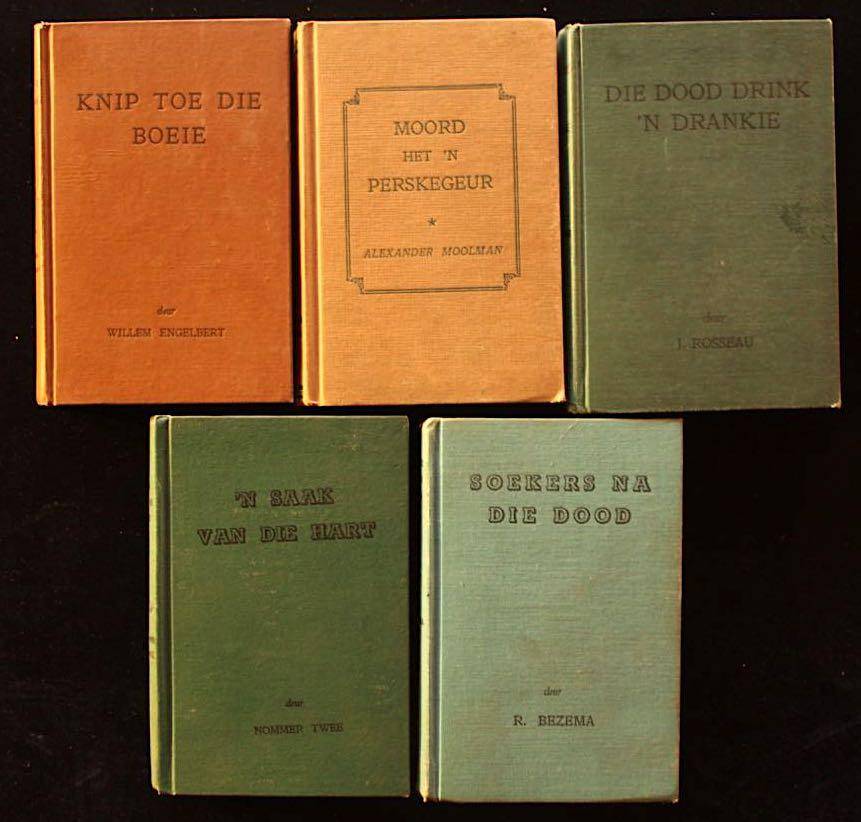 KNIP TOE DIE
BOEIE
deur
WILLEM ENGELBERT
MOORD
HET 'N
PERSKEGEUR
*
ALEXANDER MOOLMAN
DIE DOOD DRINK
'N DRANKIE
deur
J. ROSSEAU
'N SAAK
VAN DIE HART
deur
NOMMER TWEE
SOEKERS NA
DIE DOOD
deur
R. BEZEMA